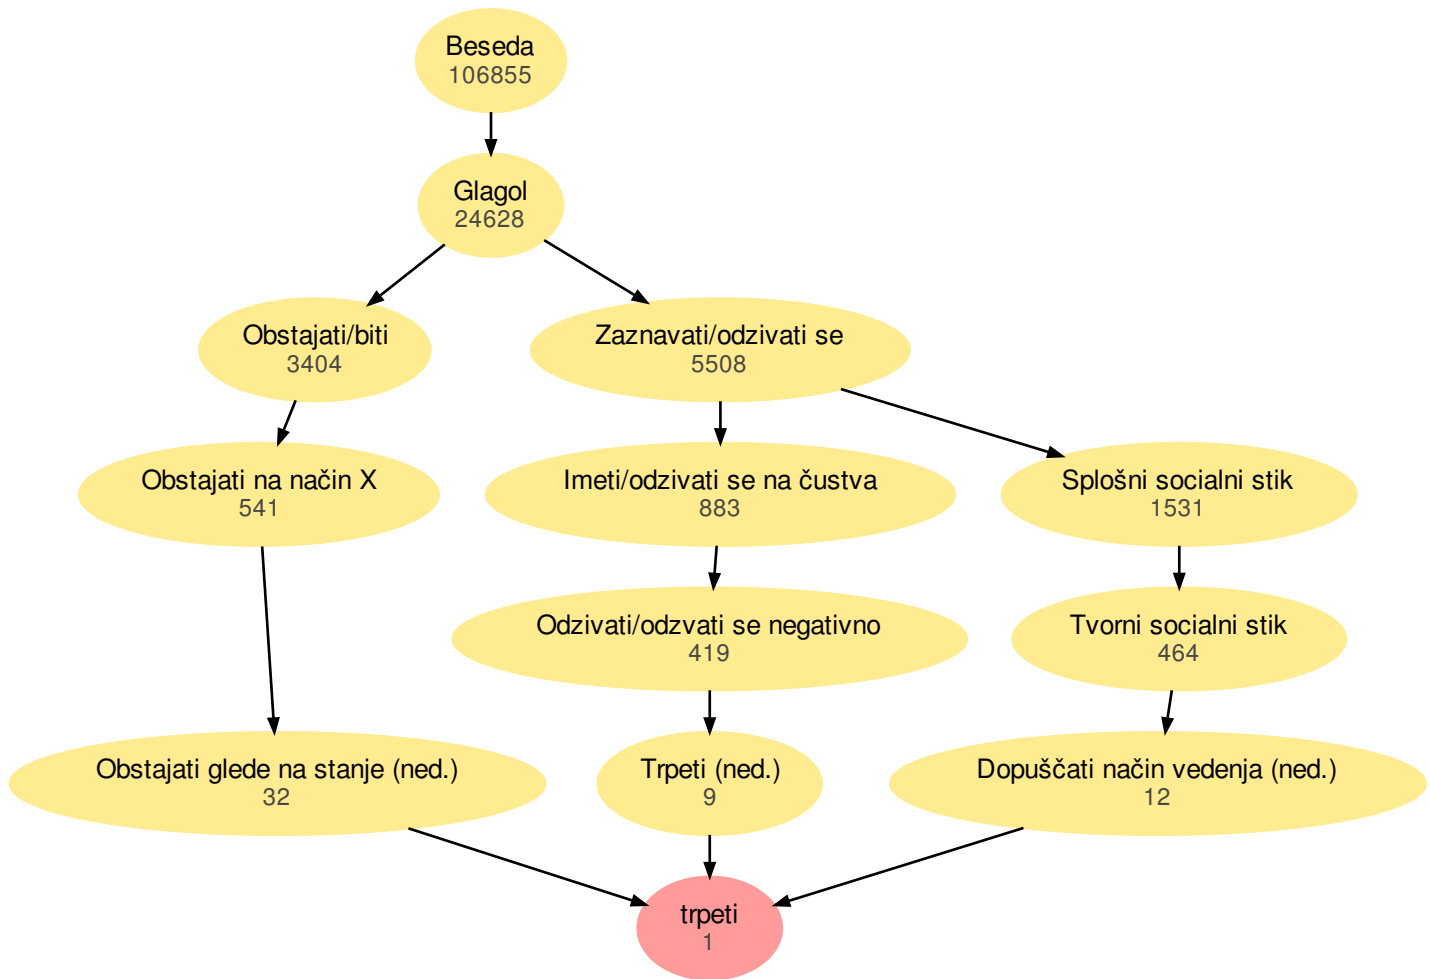 Beseda
106855
Glagol
24628
Obstajati/biti
3404
Zaznavati/odzivati se
5508
Obstajati na način X
541
Imeti/odzivati se na čustva
883
Splošni socialni stik
1531
Odzivati/odzvati se negativno
419
Tvorni socialni stik
464
Obstajati glede na stanje (ned.)
32
Trpeti (ned.)
9
Dopuščati način vedenja (ned.)
12
trpeti
1